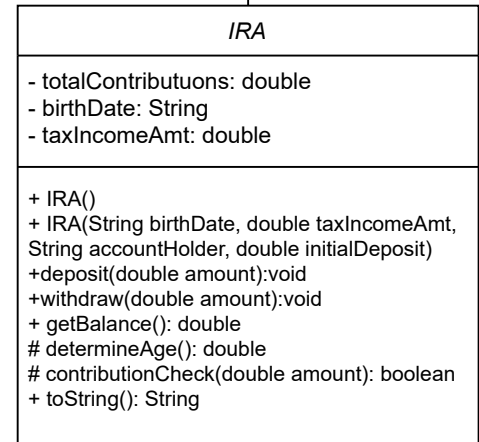 IRA
- totalContributuons: double
- birthDate: String
- taxIncomeAmt: double
+ IRA()
+ IRA(String birthDate, double taxIncomeAmt,
String accountHolder, double initialDeposit)
+deposit(double amount):void
+withdraw(double amount):void
+ getBalance(): double
# determineAge(): double
# contributionCheck(double amount): boolean
+ toString(): String